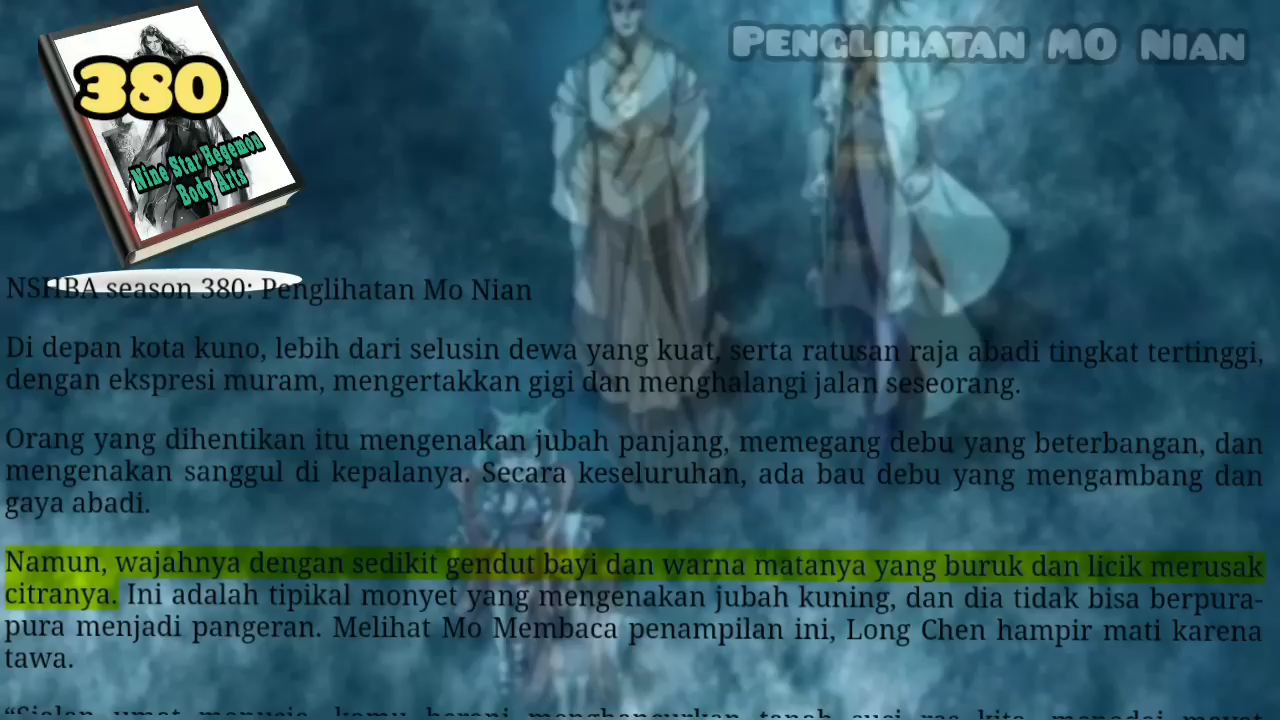 Penglihatan MO Nian
380
Nine Star Hegemon
Body Arts
NSHBA season 380: Penglihatan Mo Nian
Di depan kota kuno, lebih dari selusin dewa yang kuat, serta ratusan raja abadi tingkat tertinggi,
dengan ekspresi muram, mengertakkan gigi dan menghalangi jalan seseorang.
Orang yang dihentikan itu mengenakan jubah panjang, memegang debu yang beterbangan, dan
mengenakan sanggul di kepalanya. Secara keseluruhan, ada bau debu yang mengambang dan
gaya abadi.
Namun, wajahnya dengan sedikit gendut bayi dan warna matanya yang buruk dan licik merusak
citranya. Ini adalah tipikal monyet yang mengenakan jubah kuning, dan dia tidak bisa berpura-
pura menjadi pangeran. Melihat Mo Membaca penampilan ini, Long Chen hampir mati karena
tawa.